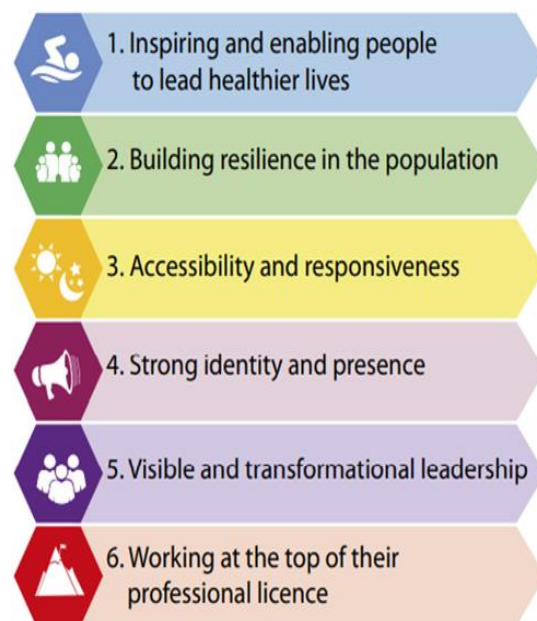 1. Inspiring and enabling people
to lead healthier lives
2. Building resilience in the population
3. Accessibility and responsiveness
4. Strong identity and presence
5. Visible and transformational leadership
6. Working at the top of their
professional licence